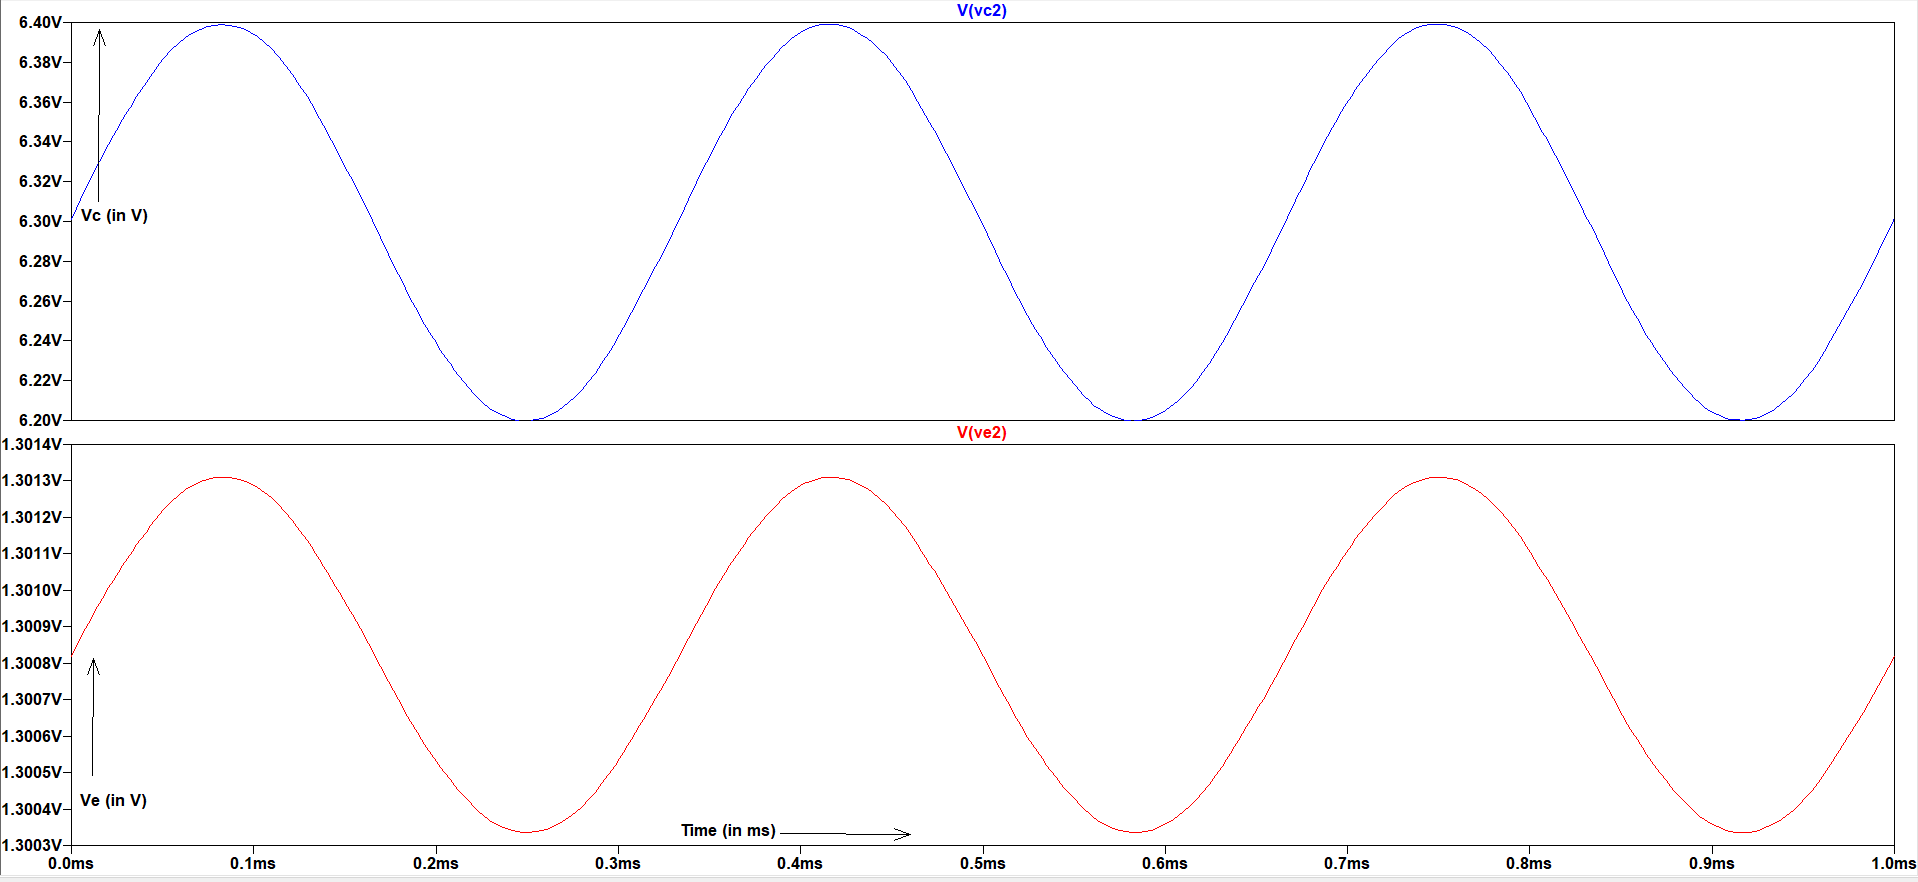 V(vc2)
6.40V
6.38V
6.36V
6.34V
6.32V
6.30V
6.28V
6.26V
6.24V
6.22V
6.20V
Vc (in V)
V(ve2)
1.3014V
1.3013V
1.3012V
1.3011V
1.3010V
1.3009V
1.3008V
1.3007V
1.3006V
1.3005V
1.3004V
1.3003V
Ve (in V)
Time (in ms)
0.0ms 0.1ms 0.2ms 0.3ms 0.4ms 0.5ms 0.6ms 0.7ms 0.8ms 0.9ms 1.0ms